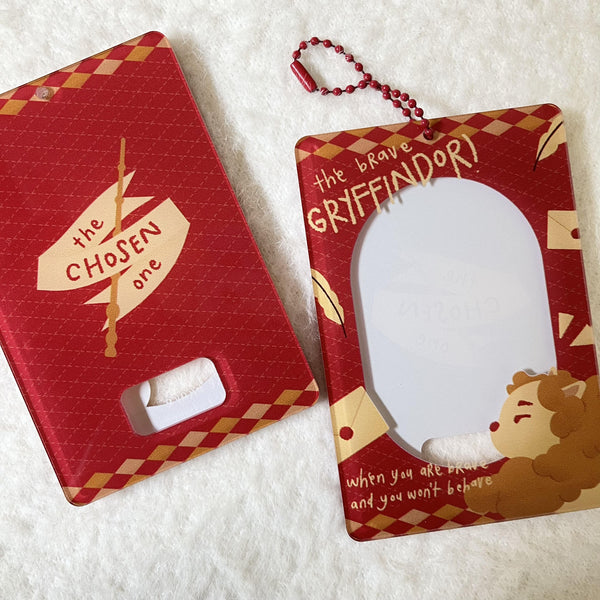 the
CHOSEN
one
the brave
GRYFFINDOR!
when you are brave
and you won't behave